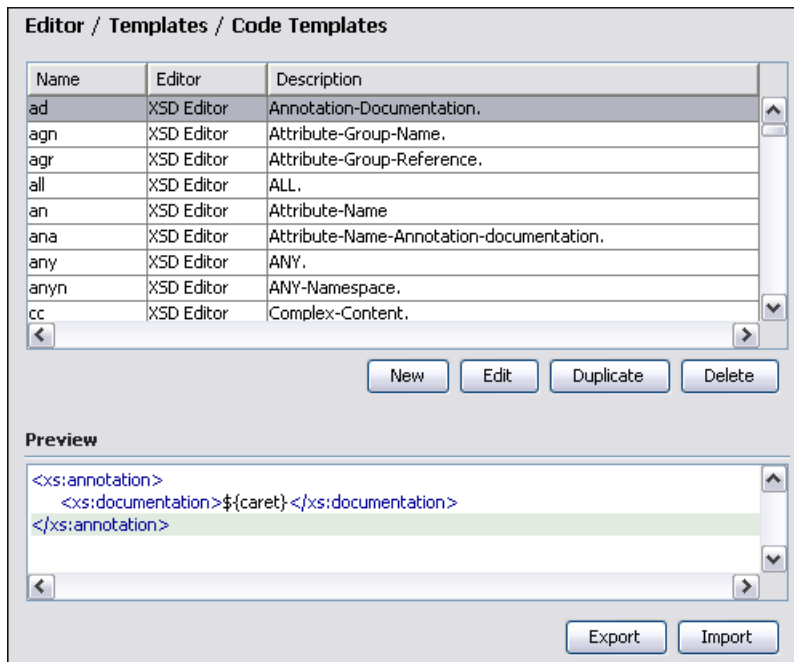 Editor / Templates / Code Templates
Name Editor Description
ad XSD Editor Annotation-Documentation.
agn XSD Editor Attribute-Group-Name.
agr XSD Editor Attribute-Group-Reference.
all XSD Editor ALL.
an XSD Editor Attribute-Name
ana XSD Editor Attribute-Name-Annotation-documentation.
any XSD Editor ANY.
anyn XSD Editor ANY-Namespace.
cc XSD Editor Complex-Content.
New Edit Duplicate Delete
Preview
<xs:annotation>
<xs:documentation>${caret}</xs:documentation>
</xs:annotation>
Export Import